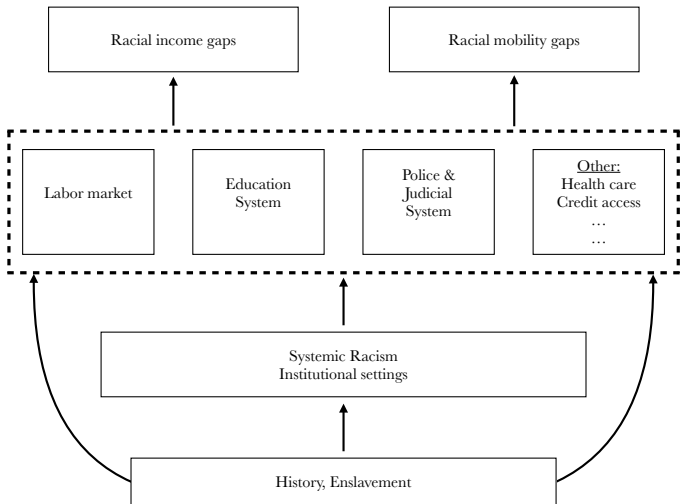 Racial income gaps
Racial mobility gaps
Labor market
Education
System
Police &
Judicial
System
Other:
Health care
Credit access
…
…
Systemic Racism
Institutional settings
History, Enslavement